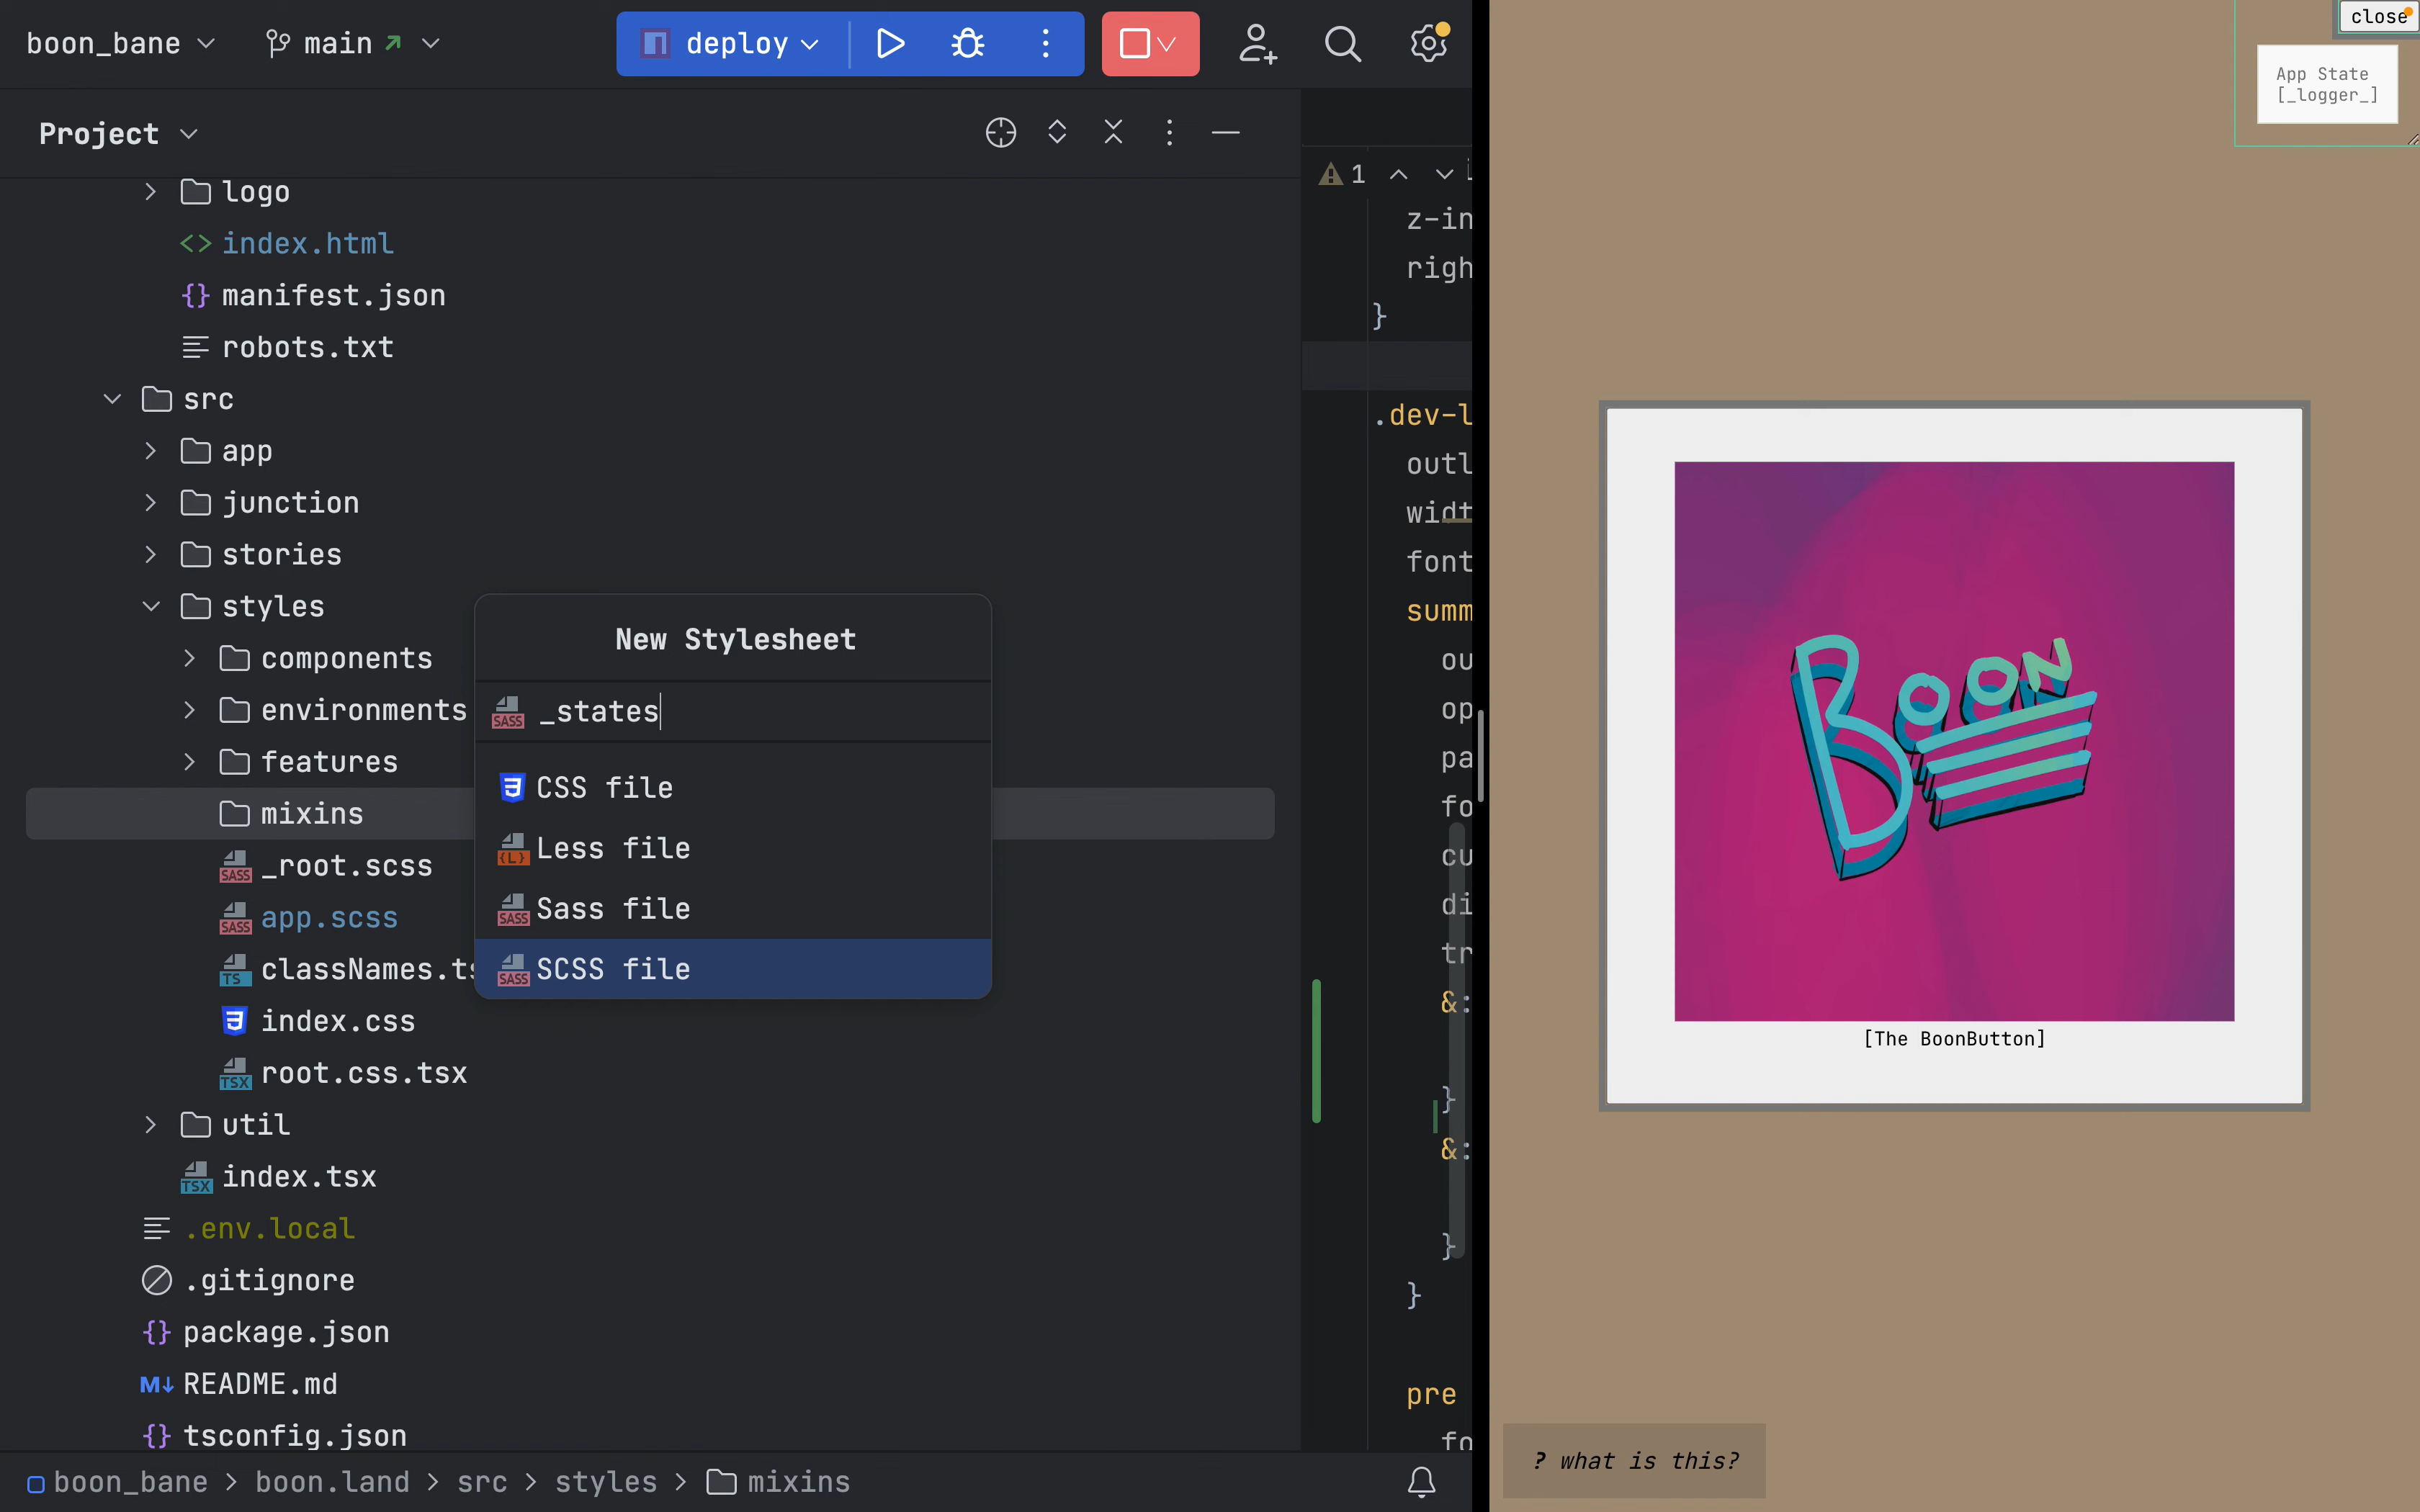 boon_bane
main
deploy
Project
logo
index.html
manifest.json
robots.txt
src
app
junction
stories
styles
components
environments
features
mixins
_root.scss
app.scss
classNames.ts
index.css
root.css.tsx
util
index.tsx
.env.local
.gitignore
package.json
README.md
tsconfig.json
New Stylesheet
_states
CSS file
Less file
Sass file
SCSS file
boon_bane > boon.land > src > styles > mixins
1
z-in
righ
}
.dev-l
outl
widt
font
summ
ou
op
pa
fo
cu
di
tr
&:
}
&:
}
}
pre
fo
close
App State
[_logger_]
BOON
[The BoonButton]
? what is this?